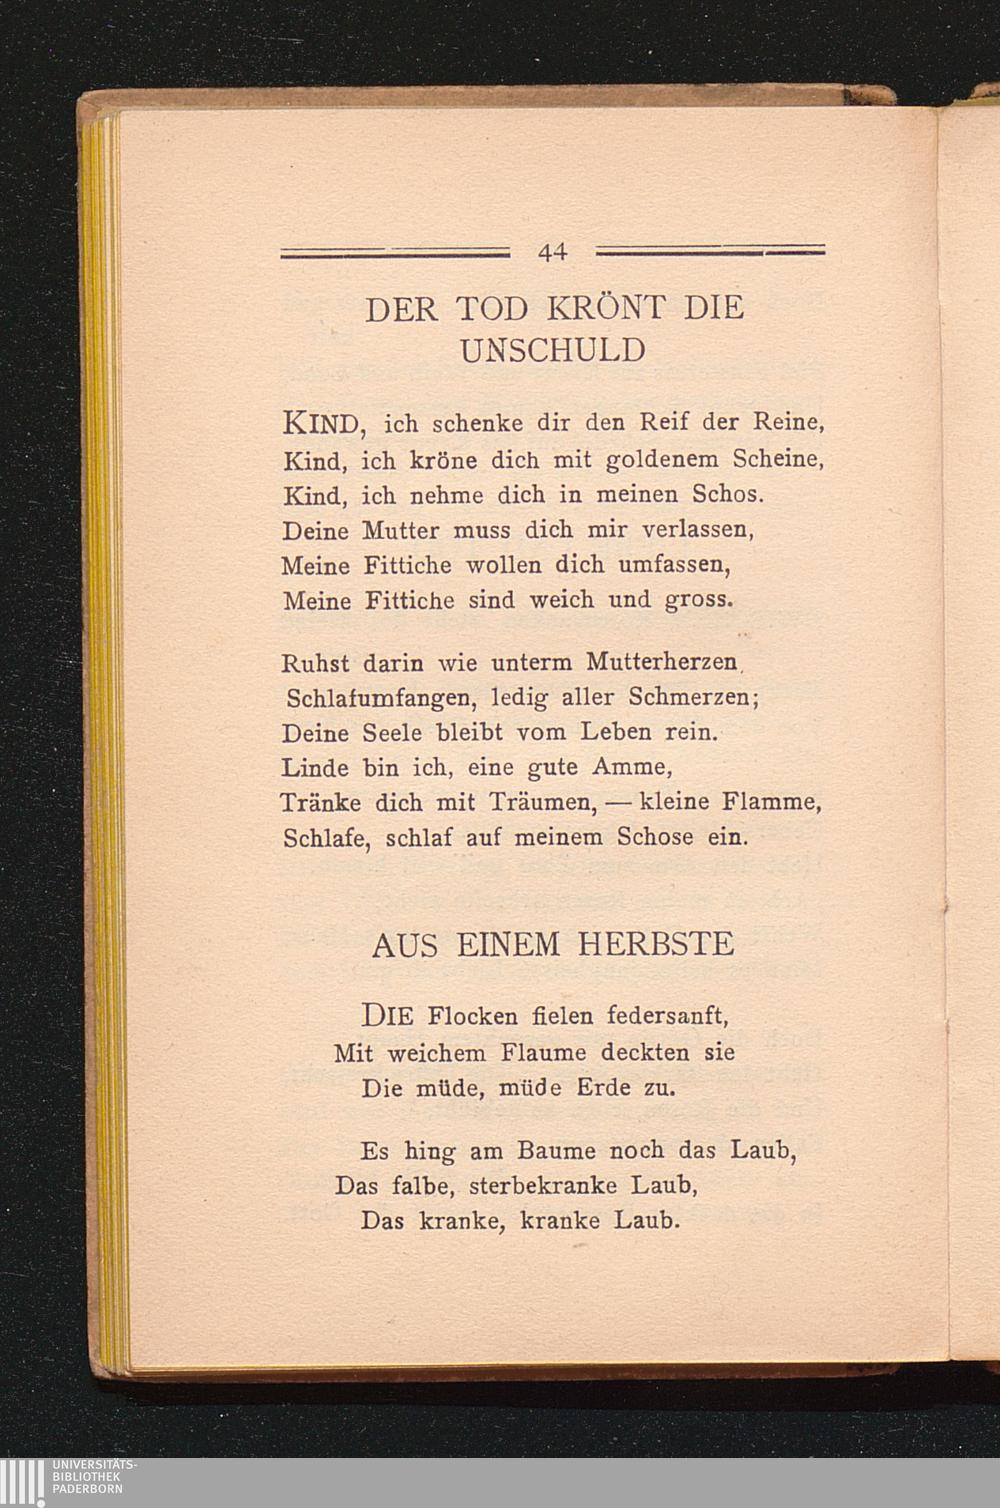 44
DER TOD KRÖNT DIE
UNSCHULD
KIND, ich schenke dir den Reif der Reine,
Kind, ich kröne dich mit goldenem Scheine,
Kind, ich nehme dich in meinen Schos.
Deine Mutter muss dich mir verlassen,
Meine Fittiche wollen dich umfassen,
Meine Fittiche sind weich und gross.
Ruhst darin wie unterm Mutterherzen
Schlafumfangen, ledig aller Schmerzen;
Deine Seele bleibt vom Leben rein.
Linde bin ich, eine gute Amme,
Tränke dich mit Träumen, — kleine Flamme,
Schlafe, schlaf auf meinem Schose ein.
AUS EINEM HERBSTE
DIE Flocken fielen federsanft,
Mit weichem Flaume deckten sie
Die müde, müde Erde zu.
Es hing am Baume noch das Laub,
Das falbe, sterbekranke Laub,
Das kranke, kranke Laub.
UNIVERSITÄTS-
BIBLIOTHEK
PADERBORN